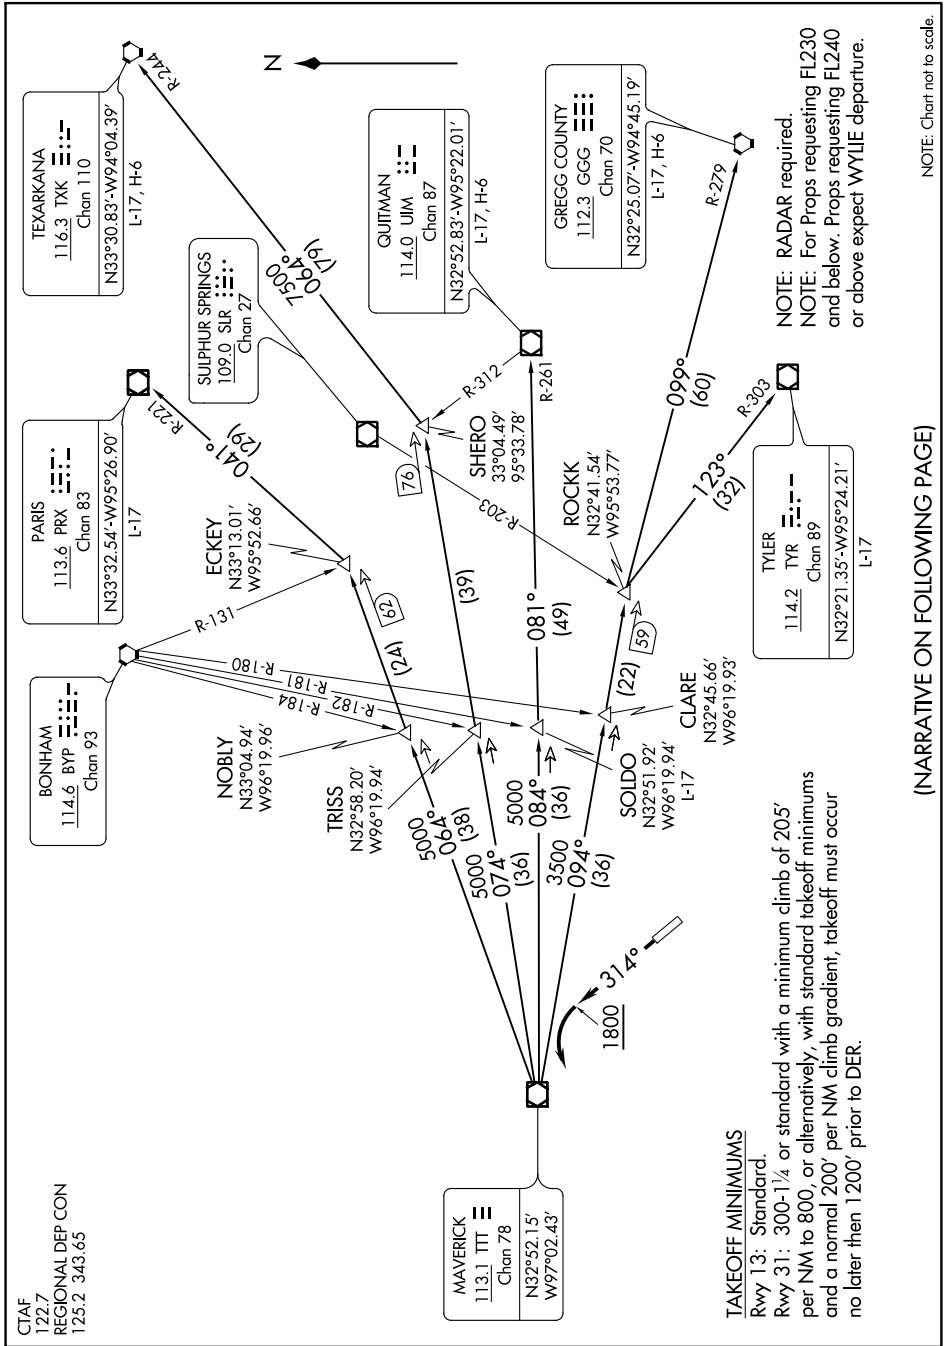 CTAF
122.7
REGIONAL DEP CON
125.2 343.65
BONHAM
114.6 BYP
Chan 93
PARIS
113.6 PRX
Chan 83
N33°32.54'-W95°26.90'
L-17
TEXARKANA
116.3 TXK
Chan 110
N33°30.83'-W94°04.39'
L-17, H-6
R-244
R-221
041°
(29)
ECKEY
N33°13.01'
W95°52.66'
R-131
SULPHUR SPRINGS
109.0 SLR
Chan 27
7500
064°
(79)
N
QUITMAN
114.0 UIM
Chan 87
N32°52.83'-W95°22.01'
L-17, H-6
R-180
R-181
R-182
R-184
NOBLY
N33°04.94'
W96°19.96'
(24)
62
TRISS
N32°58.20'
W96°19.94'
76
SHERO
33°04.49'
95°33.78'
R-312
R-261
R-203
(39)
5000
064°
(38)
5000
074°
(36)
5000
084°
(36)
3500
094°
(36)
081°
(49)
ROCKK
N32°41.54'
W95°53.77'
GREGG COUNTY
112.3 GGG
Chan 70
N32°25.07'-W94°45.19'
L-17, H-6
R-279
099°
(60)
123°
(32)
R-303
(22)
59
CLARE
N32°45.66'
W96°19.93'
SOLDO
N32°51.92'
W96°19.94'
L-17
314°
1800
MAVERICK
113.1 TTT
Chan 78
N32°52.15'
W97°02.43'
TYLER
114.2 TYR
Chan 89
N32°21.35'-W95°24.21'
L-17
NOTE: RADAR required.
NOTE: For Props requesting FL230
and below. Props requesting FL240
or above expect WYLIE departure.
TAKEOFF MINIMUMS
Rwy 13: Standard.
Rwy 31: 300-1¼ or standard with a minimum climb of 205'
per NM to 800, or alternatively, with standard takeoff minimums
and a normal 200' per NM climb gradient, takeoff must occur
no later then 1200' prior to DER.
(NARRATIVE ON FOLLOWING PAGE)
NOTE: Chart not to scale.